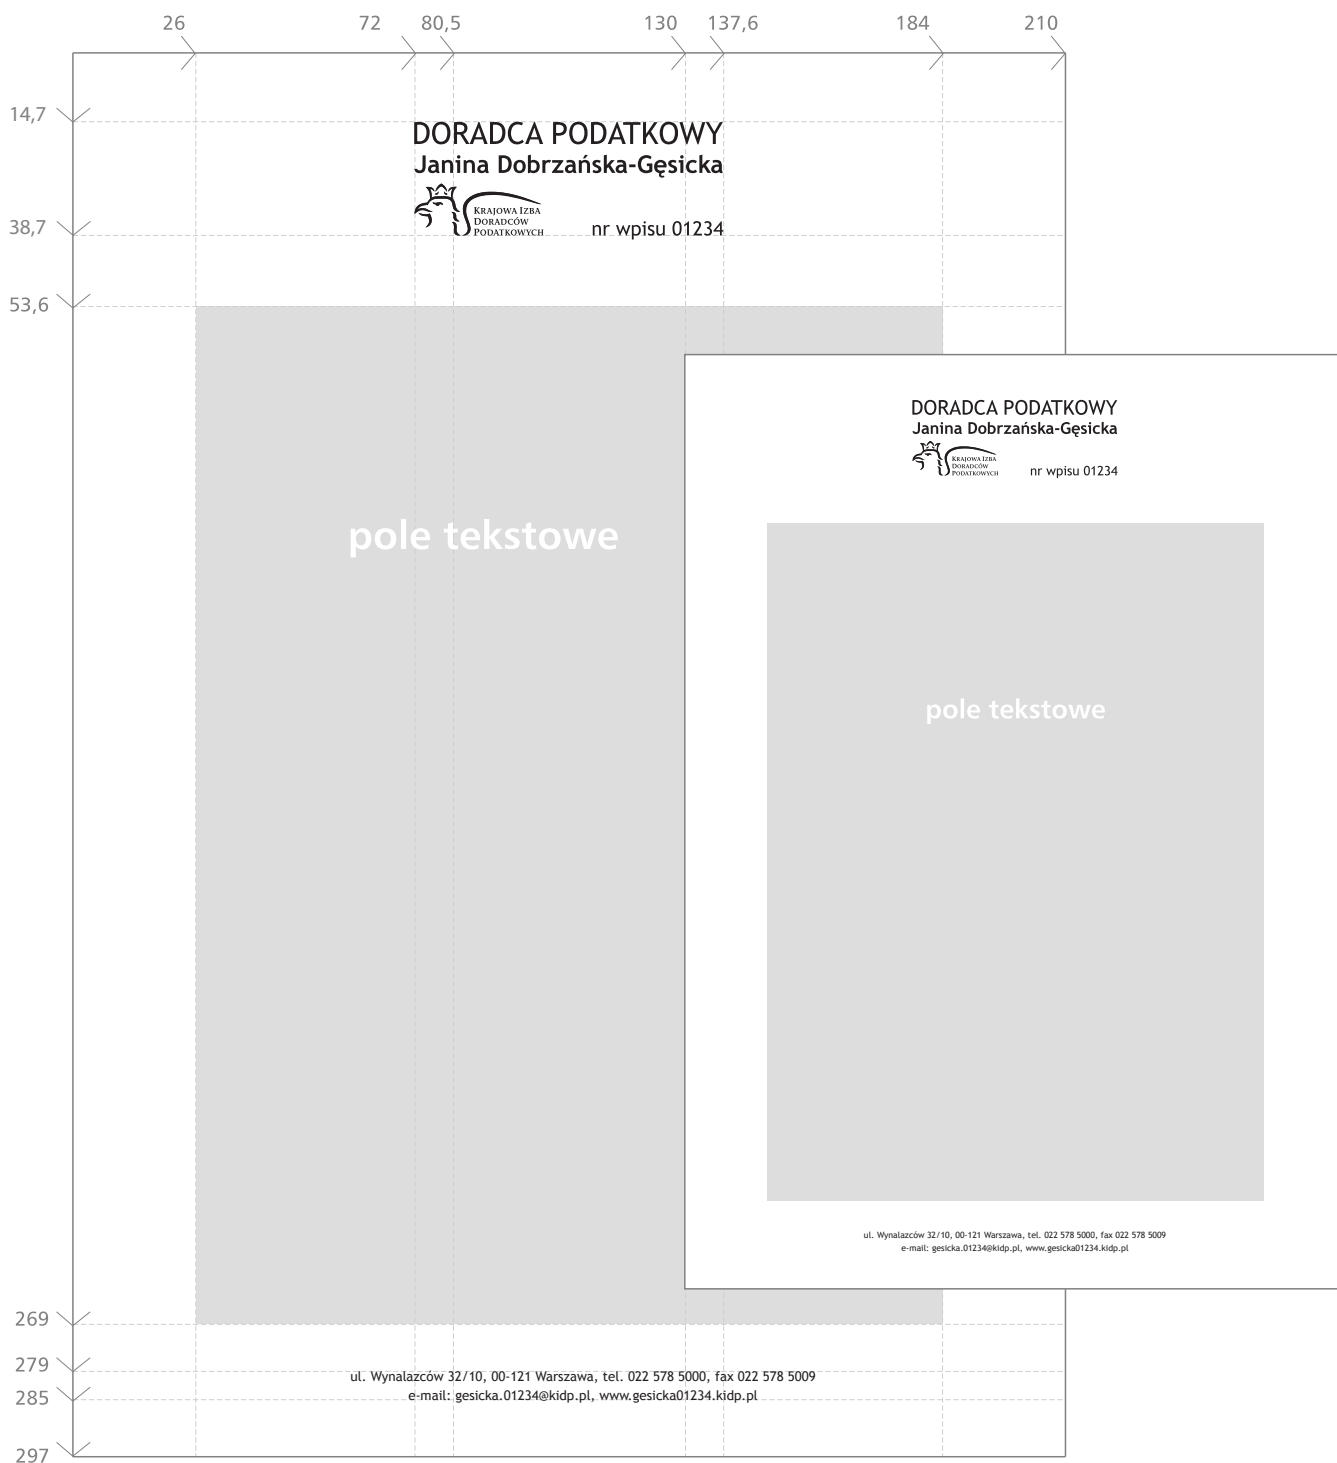 26 72 80,5 130 137,6 184 210
14,7
DORADCA PODATKOWY
Janina Dobrzańska-Gęsicka
KRAJOWA IZBA
DORADCÓW
38,7
PODATKOWYCH
nr wpisu 01234
53,6
pole tekstowe
DORADCA PODATKOWY
Janina Dobrzańska-Gęsicka
KRAJOWA IZBA
DORADCÓW
PODATKOWYCH
nr wpisu 01234
pole tekstowe
ul. Wynalazców 32/10, 00-121 Warszawa, tel. 022 578 5000, fax 022 578 5009
e-mail: gesicka.01234@kidp.pl, www.gesicka01234.kidp.pl
269
279
ul. Wynalazców 32/10, 00-121 Warszawa, tel. 022 578 5000, fax 022 578 5009
285
e-mail: gesicka.01234@kidp.pl, www.gesicka01234.kidp.pl
297